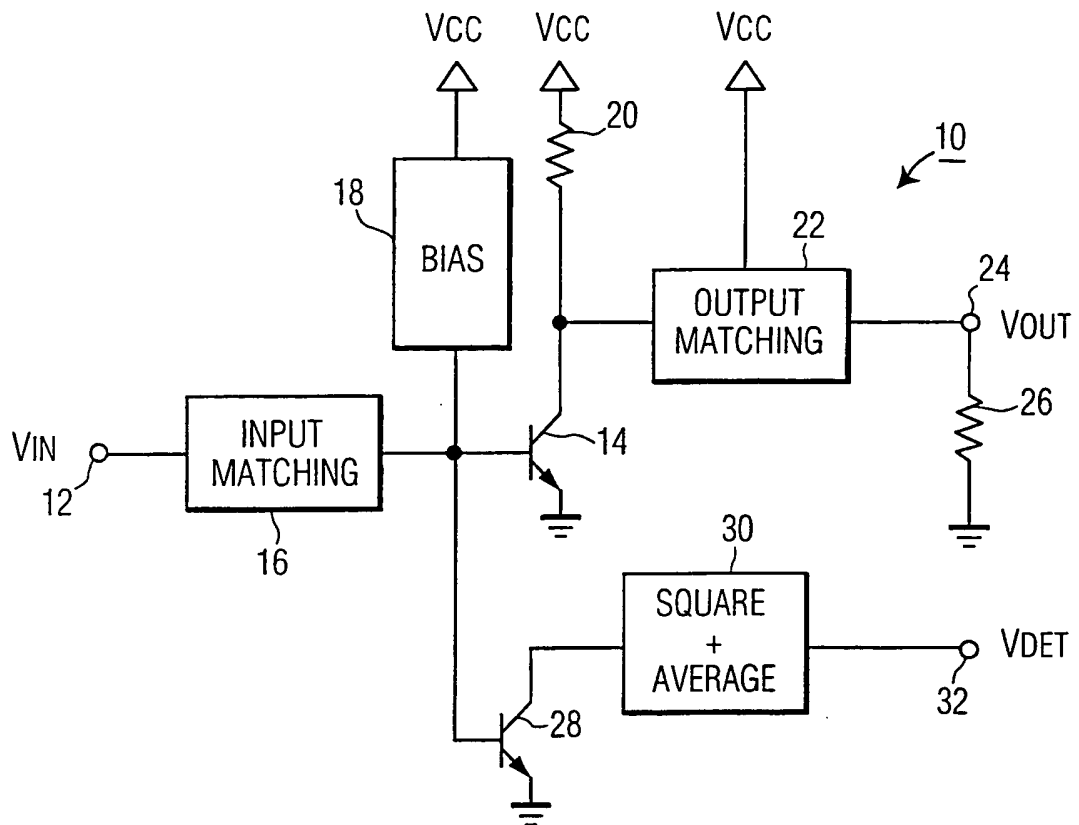 VCC VCC VCC
20
10
18
BIAS
22
OUTPUT
MATCHING
24
VOUT
26
INPUT
MATCHING
VIN
12
16
14
30
SQUARE
+
AVERAGE
VDET
32
28